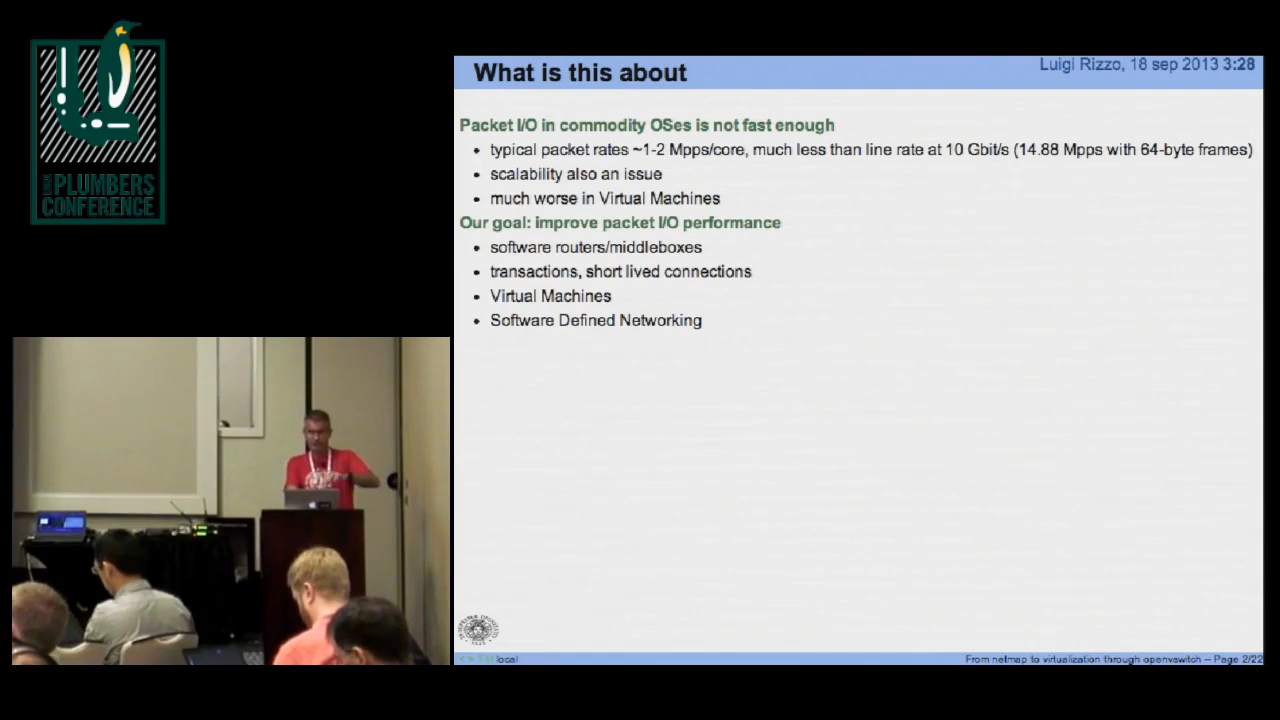 LINUX
PLUMBERS
CONFERENCE
What is this about
Luigi Rizzo, 18 sep 2013 3:28
Packet I/O in commodity OSes is not fast enough
• typical packet rates ~1-2 Mpps/core, much less than line rate at 10 Gbit/s (14.88 Mpps with 64-byte frames)
• scalability also an issue
• much worse in Virtual Machines
Our goal: improve packet I/O performance
• software routers/middleboxes
• transactions, short lived connections
• Virtual Machines
• Software Defined Networking
local
From netmap to virtualization through openvswitch -- Page 2/22